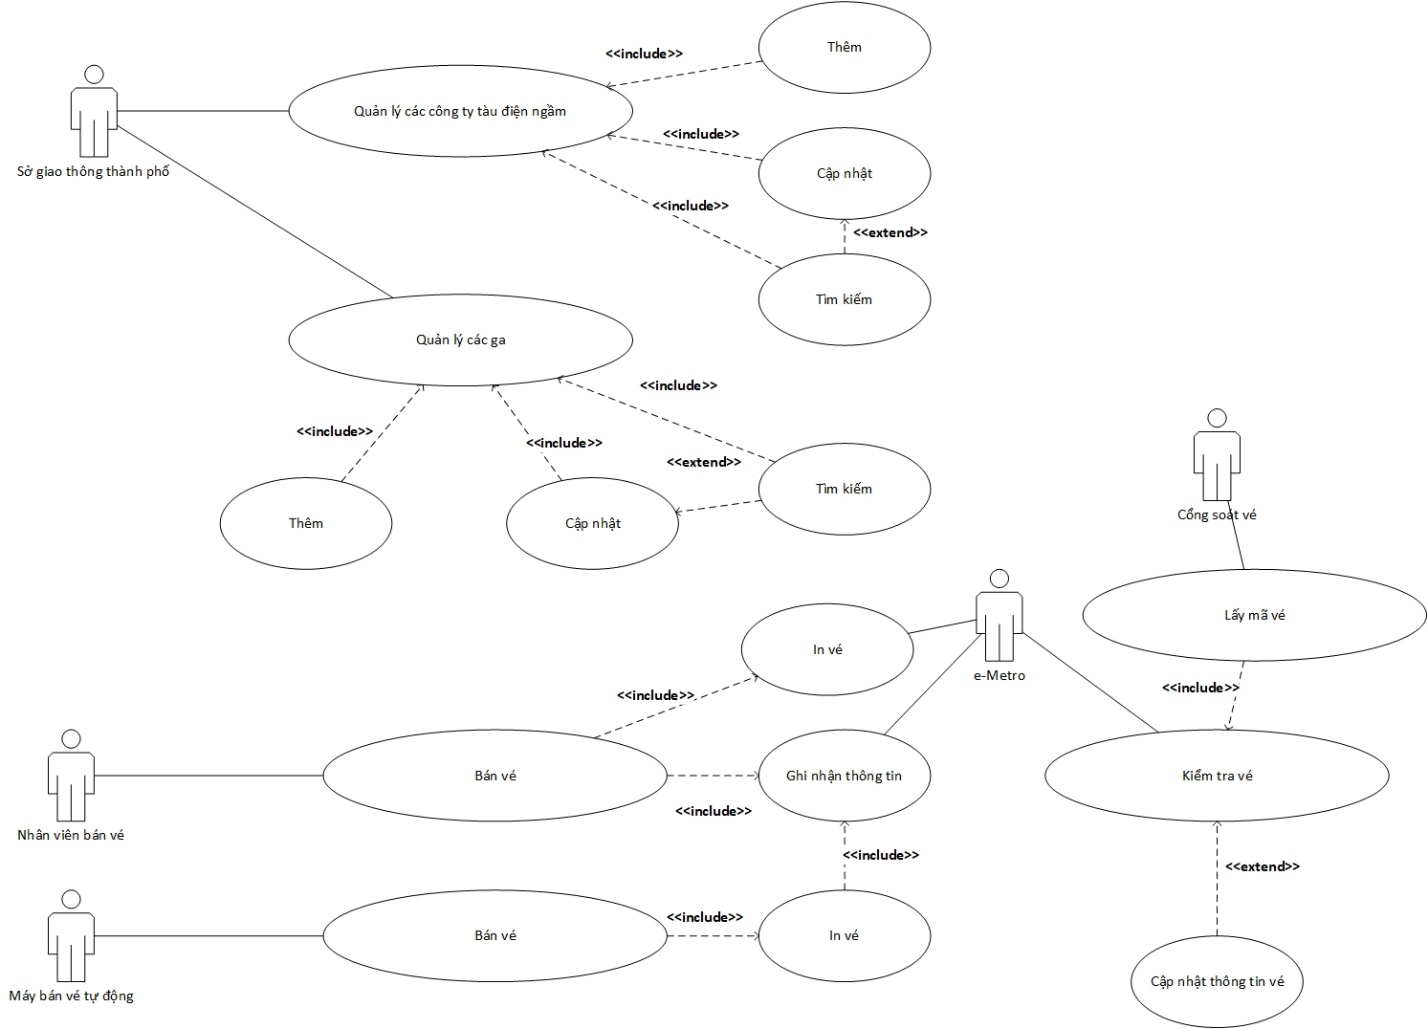 Thêm
<<include>>
Quản lý các công ty tàu điện ngầm
<<include>>
Sở giao thông thành phố
Cập nhật
<<include>>
<<extend>>
Tìm kiếm
Quản lý các ga
<<include>>
<<include>>
<<include>>
<<extend>>
Tìm kiếm
Thêm
Cập nhật
Cổng soát vé
Lấy mã vé
In vé
e-Metro
<<include>>
<<include>>
Bán vé
Ghi nhận thông tin
Kiểm tra vé
<<include>>
Nhân viên bán vé
<<include>>
<<extend>>
<<include>>
Bán vé
In vé
Cập nhật thông tin vé
Máy bán vé tự động